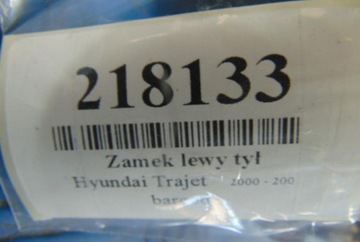 218133
Zamek lewy tył
Hyundai Trajet 2000 - 200